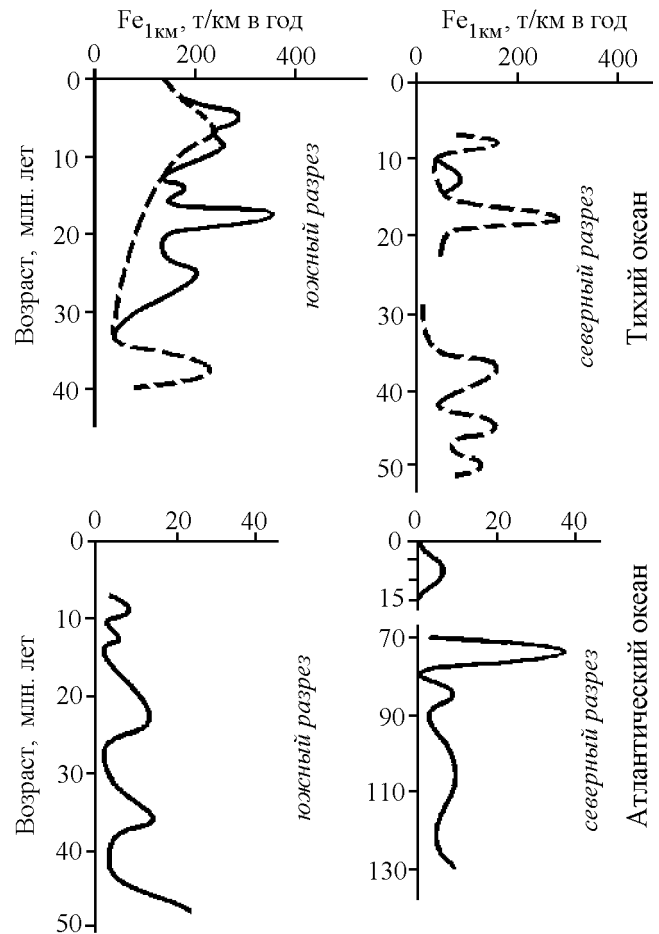 Fe1км, т/км в год
0 200 400
0
10
20
30
40
Возраст, млн. лет
южный разрез
Fe1км, т/км в год
0 200 400
0
10
20
30
40
50
северный разрез
Тихий океан
0 20 40
0
10
20
30
40
50
Возраст, млн. лет
южный разрез
0 20 40
0
15
70
90
110
130
северный разрез
Атлантический океан